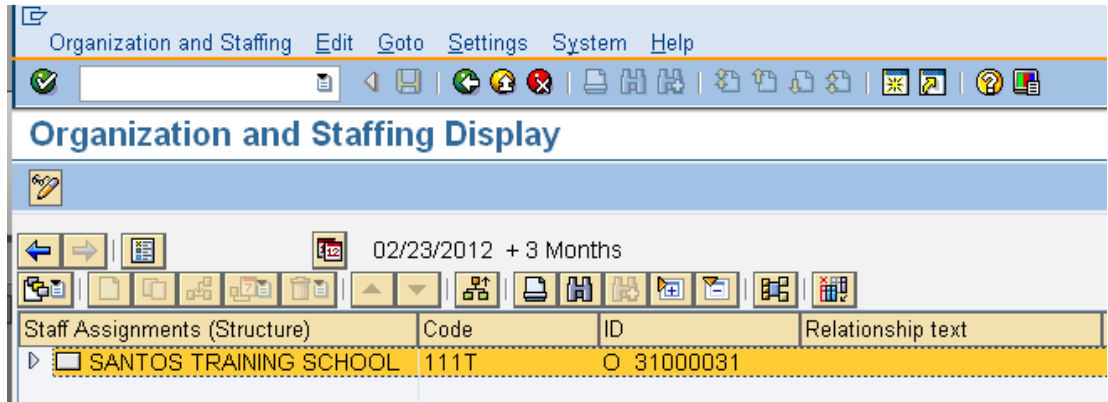 Organization and Staffing Edit Goto Settings System Help
Organization and Staffing Display
02/23/2012 + 3 Months
Staff Assignments (Structure) Code ID Relationship text
SANTOS TRAINING SCHOOL 111T O 31000031